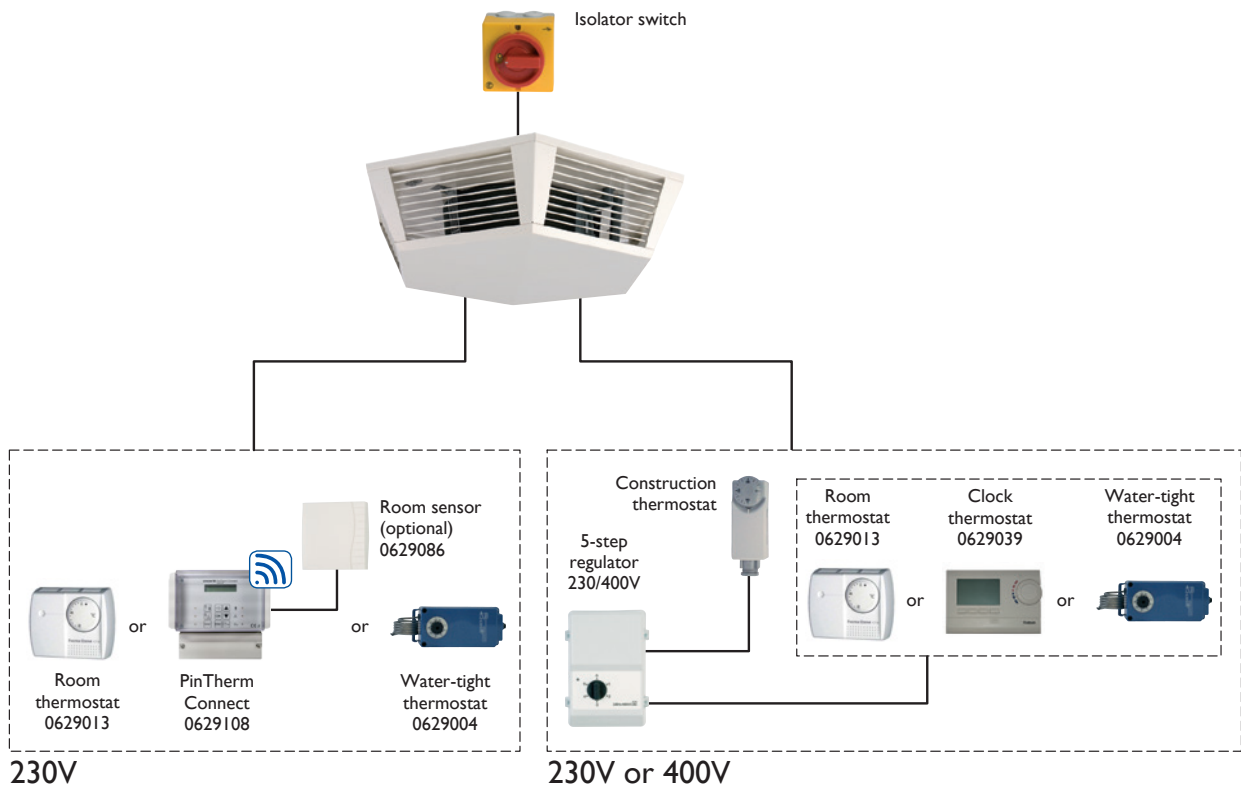 Isolator switch
Room sensor
(optional)
0629086
or
or
Room
thermostat
0629013
PinTherm
Connect
0629108
Water-tight
thermostat
0629004
230V
Construction
thermostat
5-step
regulator
230/400V
Room
thermostat
0629013
Clock
thermostat
0629039
Water-tight
thermostat
0629004
or
or
230V or 400V